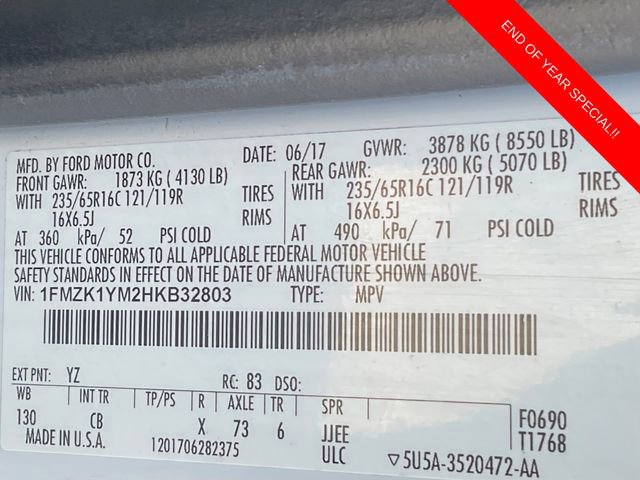 END OF YEAR SPECIAL!!
MFD. BY FORD MOTOR CO. DATE: 06/17 GVWR: 3878 KG ( 8550 LB)
FRONT GAWR: 1873 KG ( 4130 LB) REAR GAWR: 2300 KG ( 5070 LB)
WITH 235/65R16C 121/119R TIRES WITH 235/65R16C 121/119R TIRES
16X6.5J RIMS 16X6.5J RIMS
AT 360 kPa/ 52 PSI COLD AT 490 kPa/ 71 PSI COLD
THIS VEHICLE CONFORMS TO ALL APPLICABLE FEDERAL MOTOR VEHICLE
SAFETY STANDARDS IN EFFECT ON THE DATE OF MANUFACTURE SHOWN ABOVE.
VIN: 1FMZK1YM2HKB32803 TYPE: MPV
EXT PNT: YZ RC: 83 DSO:
WB INT TR TP/PS R AXLE TR SPR
130 CB X 73 6 JJEE F0690
MADE IN U.S.A. 1201706282375 ULC ▽5U5A-3520472-AA T1768